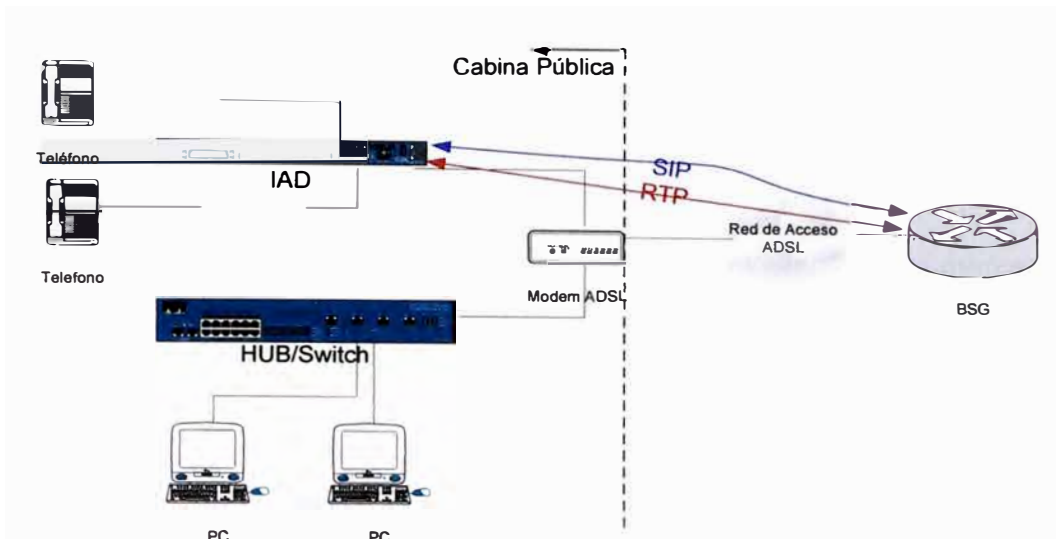 Cabina Pública
Teléfono
IAD
SIP
RTP
Red de Acceso
ADSL
Telefono
Modem ADSL
BSG
HUB/Switch
PC
PC